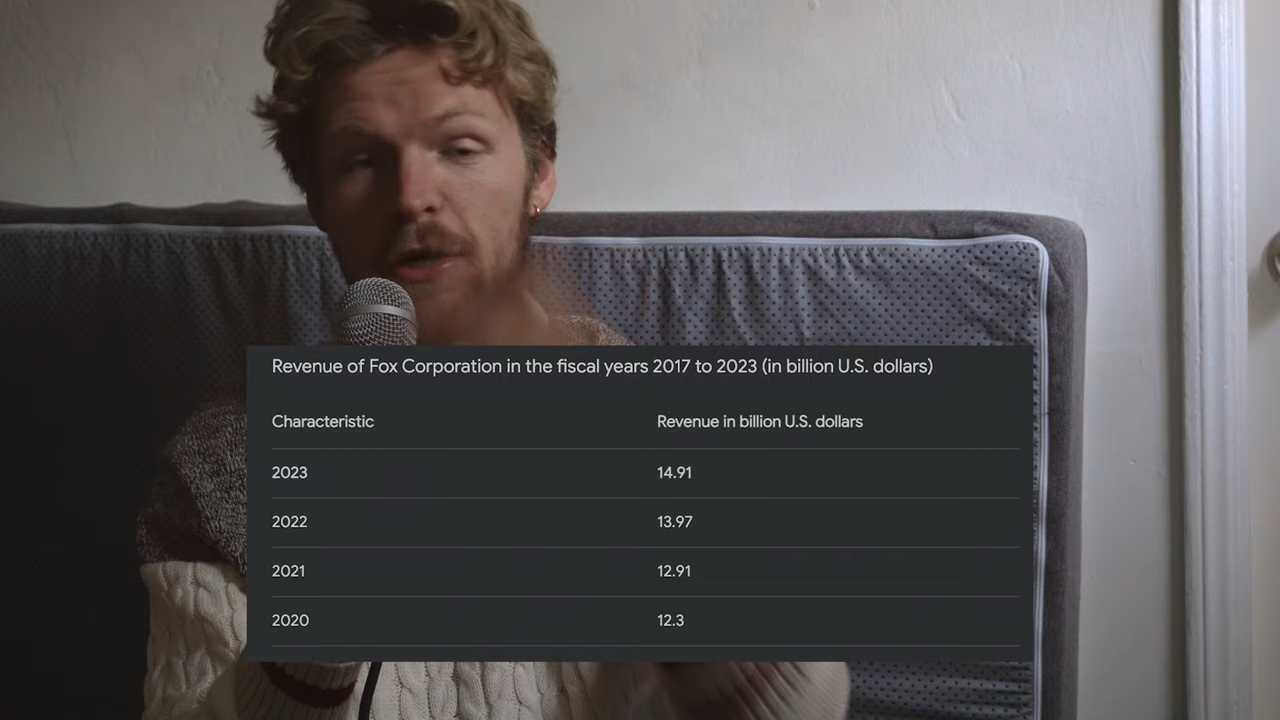 Revenue of Fox Corporation in the fiscal years 2017 to 2023 (in billion U.S. dollars)
Characteristic Revenue in billion U.S. dollars
2023 14.91
2022 13.97
2021 12.91
2020 12.3